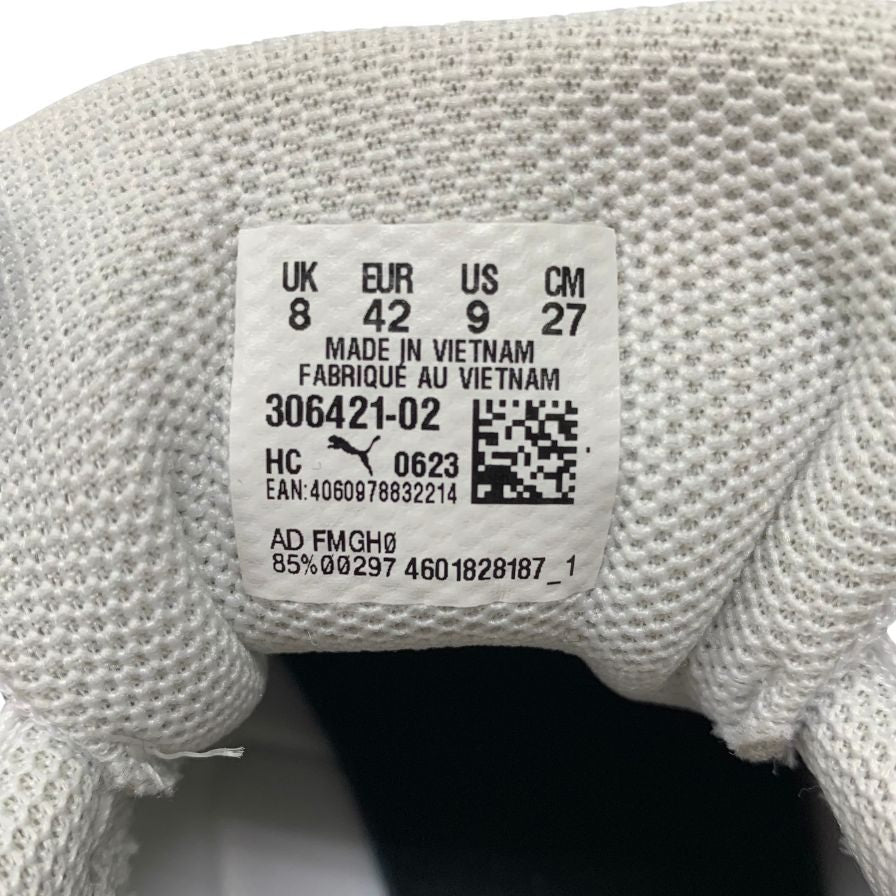 UK EUR US CM
8 42 9 27
MADE IN VIETNAM
FABRIQUÉ AU VIETNAM
306421-02
HC 0623
EAN:4060978832214
AD FMGH0
85%00297 4601828187_1